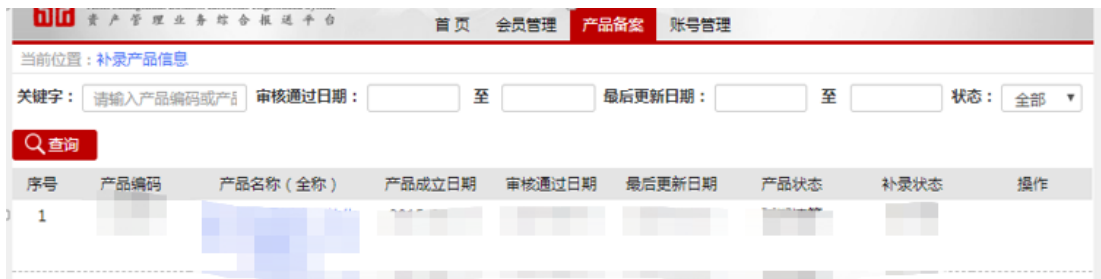 资产管理业务综合报送平台
首页 会员管理 产品备案 账号管理
当前位置：补录产品信息
关键字： 请输入产品编码或产品 审核通过日期： 至 最后更新日期： 至 状态： 全部
查询
序号 产品编码 产品名称（全称） 产品成立日期 审核通过日期 最后更新日期 产品状态 补录状态 操作
1